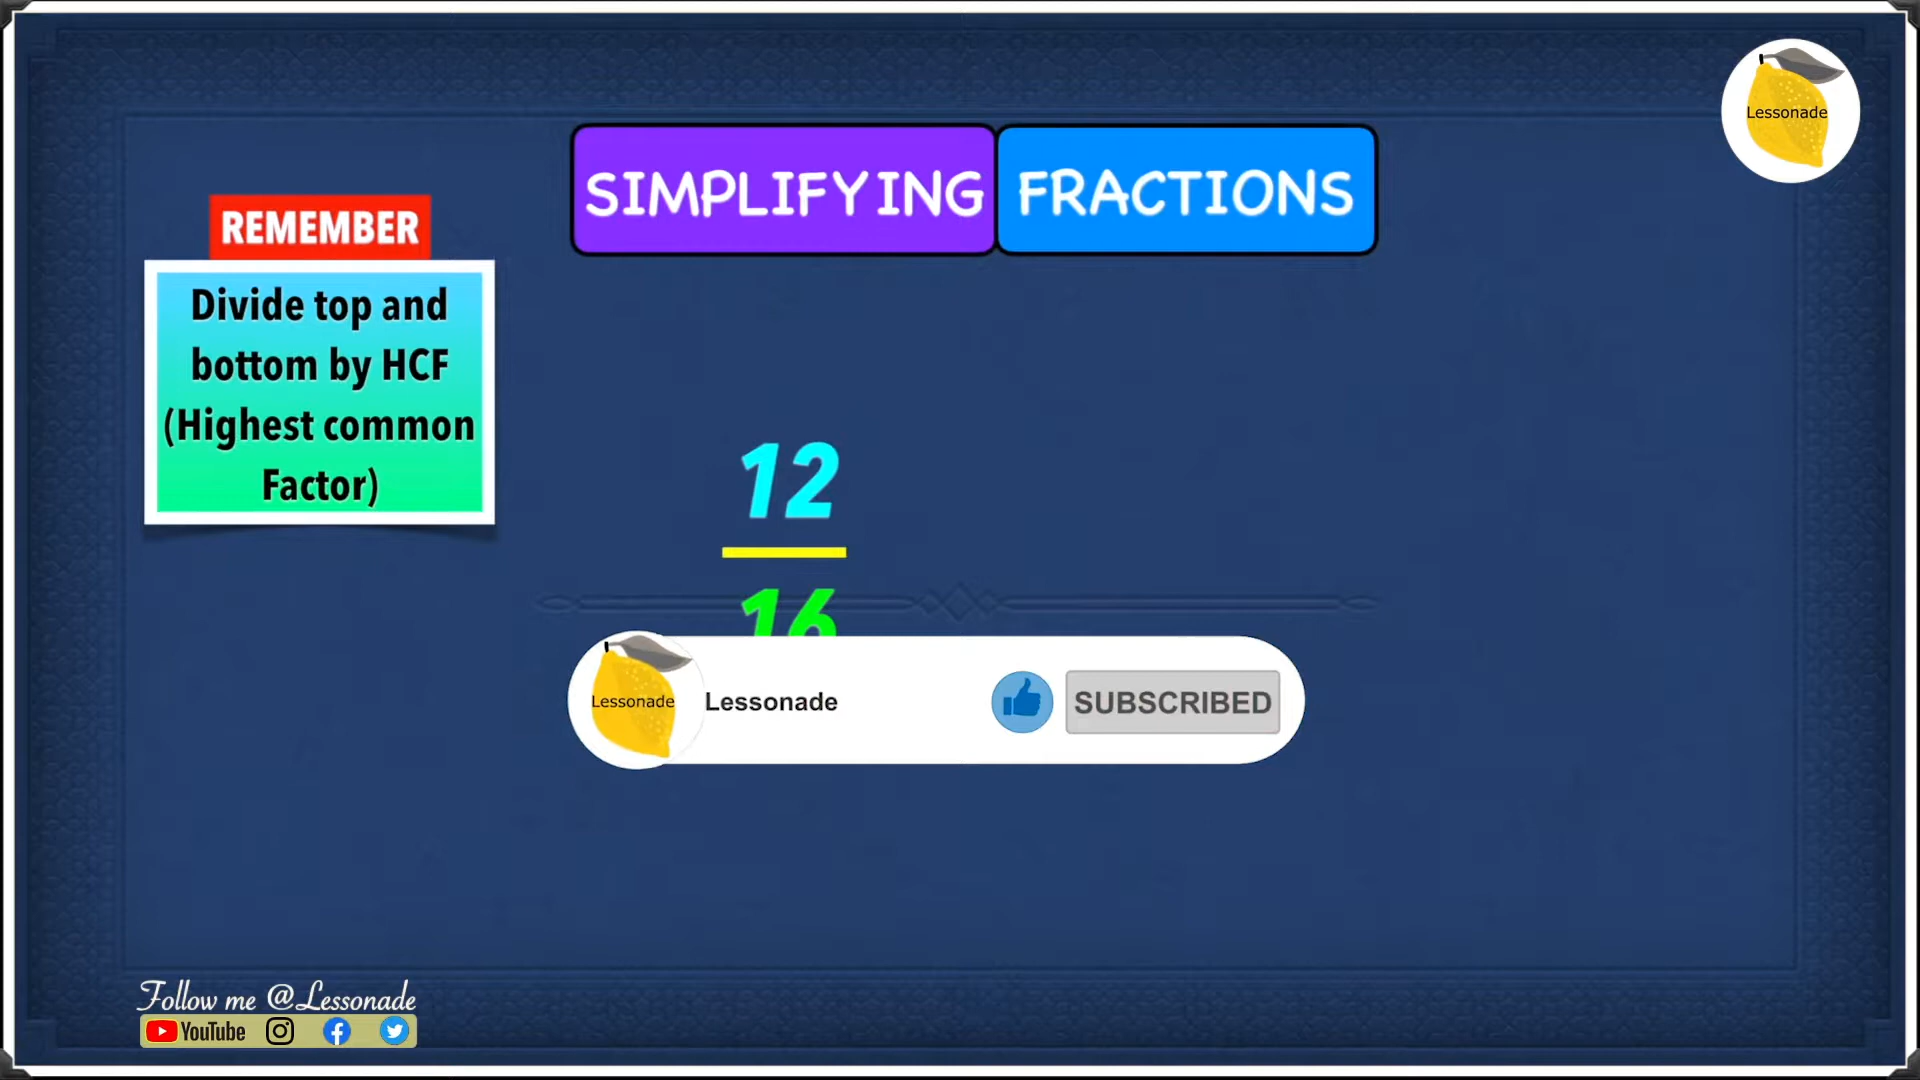 Lessonade
SIMPLIFYING FRACTIONS
REMEMBER
Divide top and
bottom by HCF
(Highest common
Factor)
12
16
Lessonade
Lessonade
SUBSCRIBED
Follow me @Lessonade
YouTube